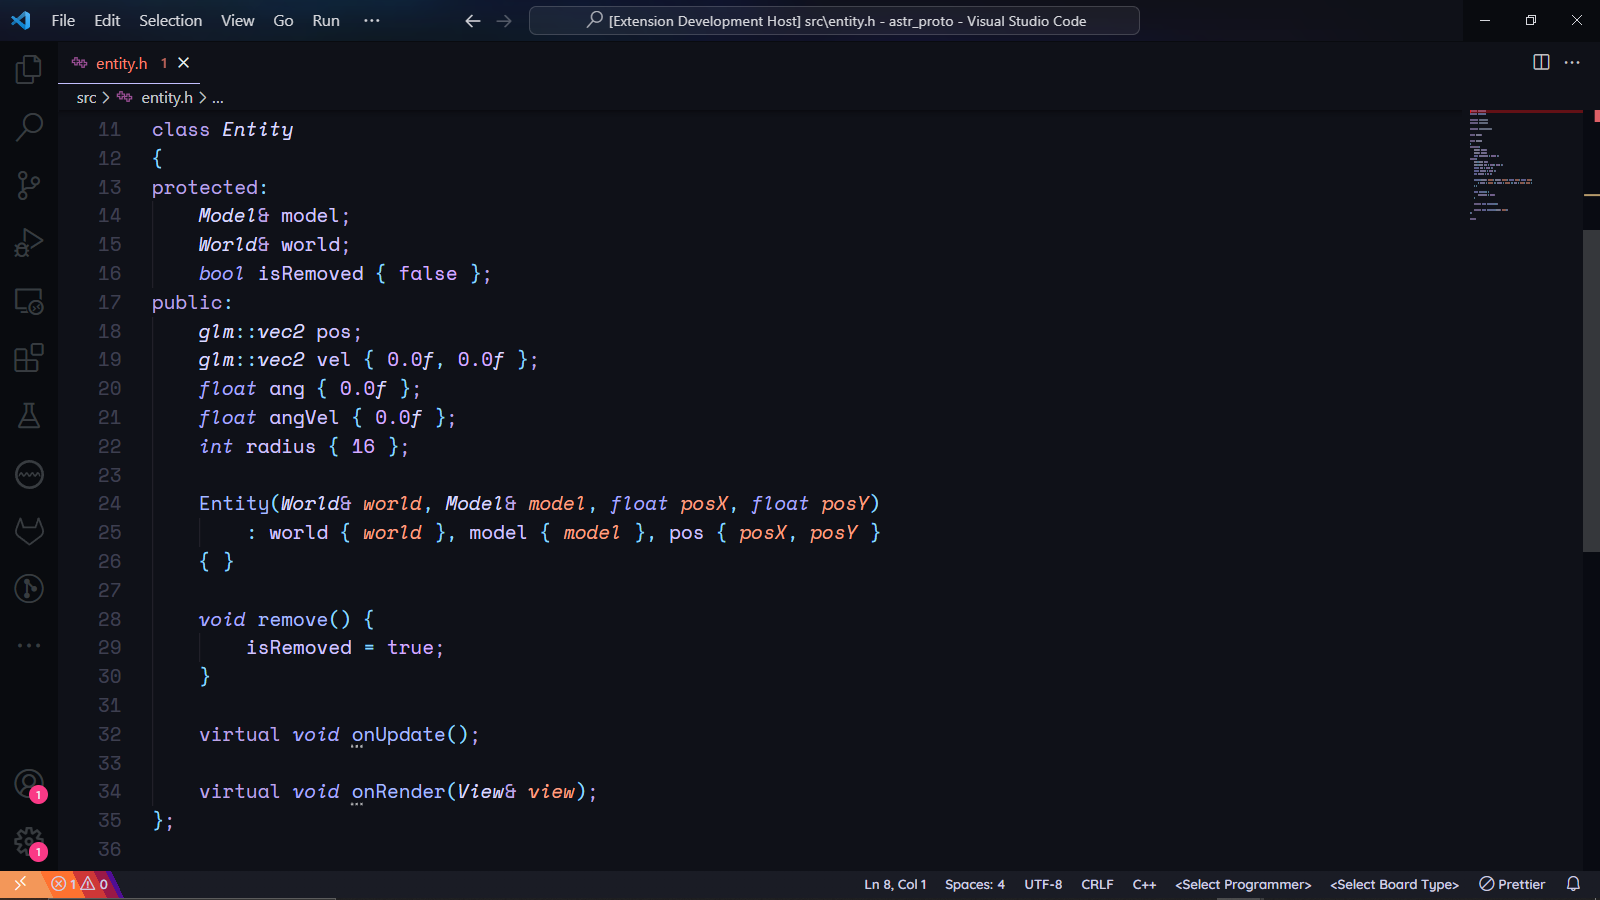 File Edit Selection View Go Run ···
[Extension Development Host] src\entity.h - astr_proto - Visual Studio Code
entity.h 1
src > entity.h > ...
11 class Entity
12 {
13 protected:
14 Model& model;
15 World& world;
16 bool isRemoved { false };
17 public:
18 glm::vec2 pos;
19 glm::vec2 vel { 0.0f, 0.0f };
20 float ang { 0.0f };
21 float angVel { 0.0f };
22 int radius { 16 };
23
24 Entity(World& world, Model& model, float posX, float posY)
25 : world { world }, model { model }, pos { posX, posY }
26 { }
27
28 void remove() {
29 isRemoved = true;
30 }
31
32 virtual void onUpdate();
33
34 virtual void onRender(View& view);
35 };
36
1
1
1 0 Ln 8, Col 1 Spaces: 4 UTF-8 CRLF C++ <Select Programmer> <Select Board Type> Prettier